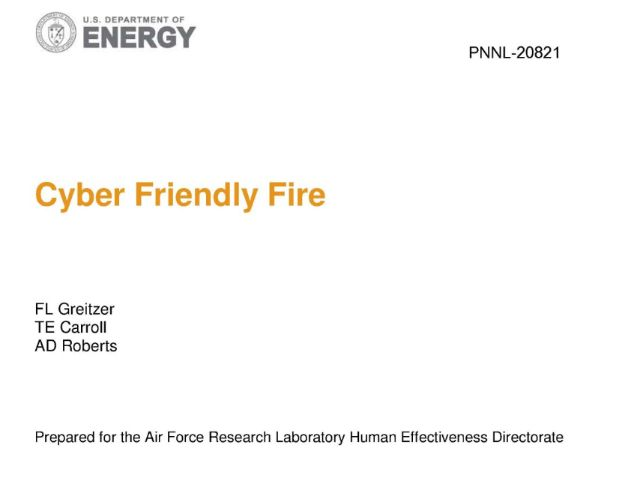 U.S. DEPARTMENT OF
ENERGY
PNNL-20821
Cyber Friendly Fire
FL Greitzer
TE Carroll
AD Roberts
Prepared for the Air Force Research Laboratory Human Effectiveness Directorate